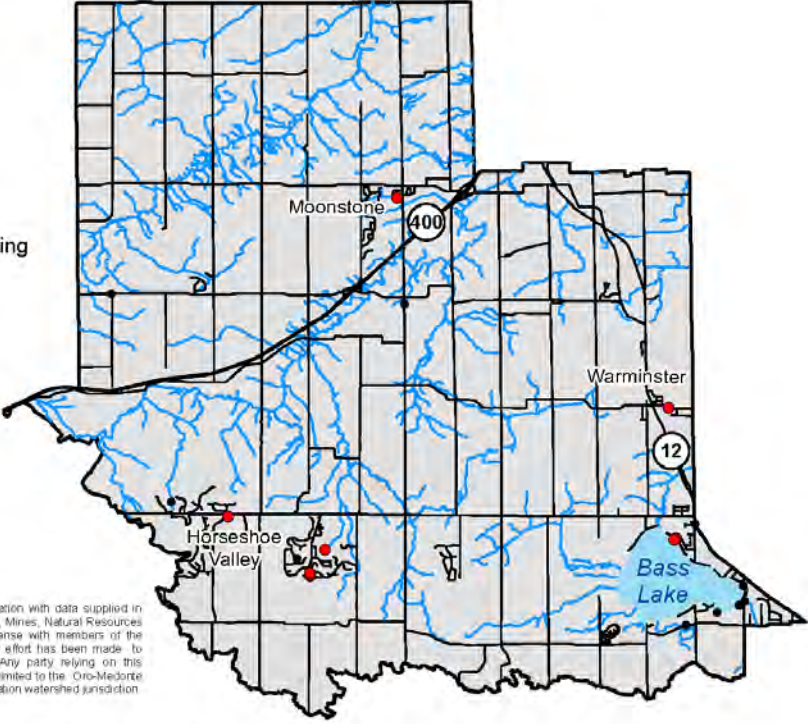 Moonstone
400
ing
Warminster
12
Horseshoe
Valley
Bass
Lake
ation with data supplied in
, Mines, Natural Resources
ense with members of the
effort has been made to
Any party relying on this
limited to the Oro-Medonte
ation watershed jurisdiction